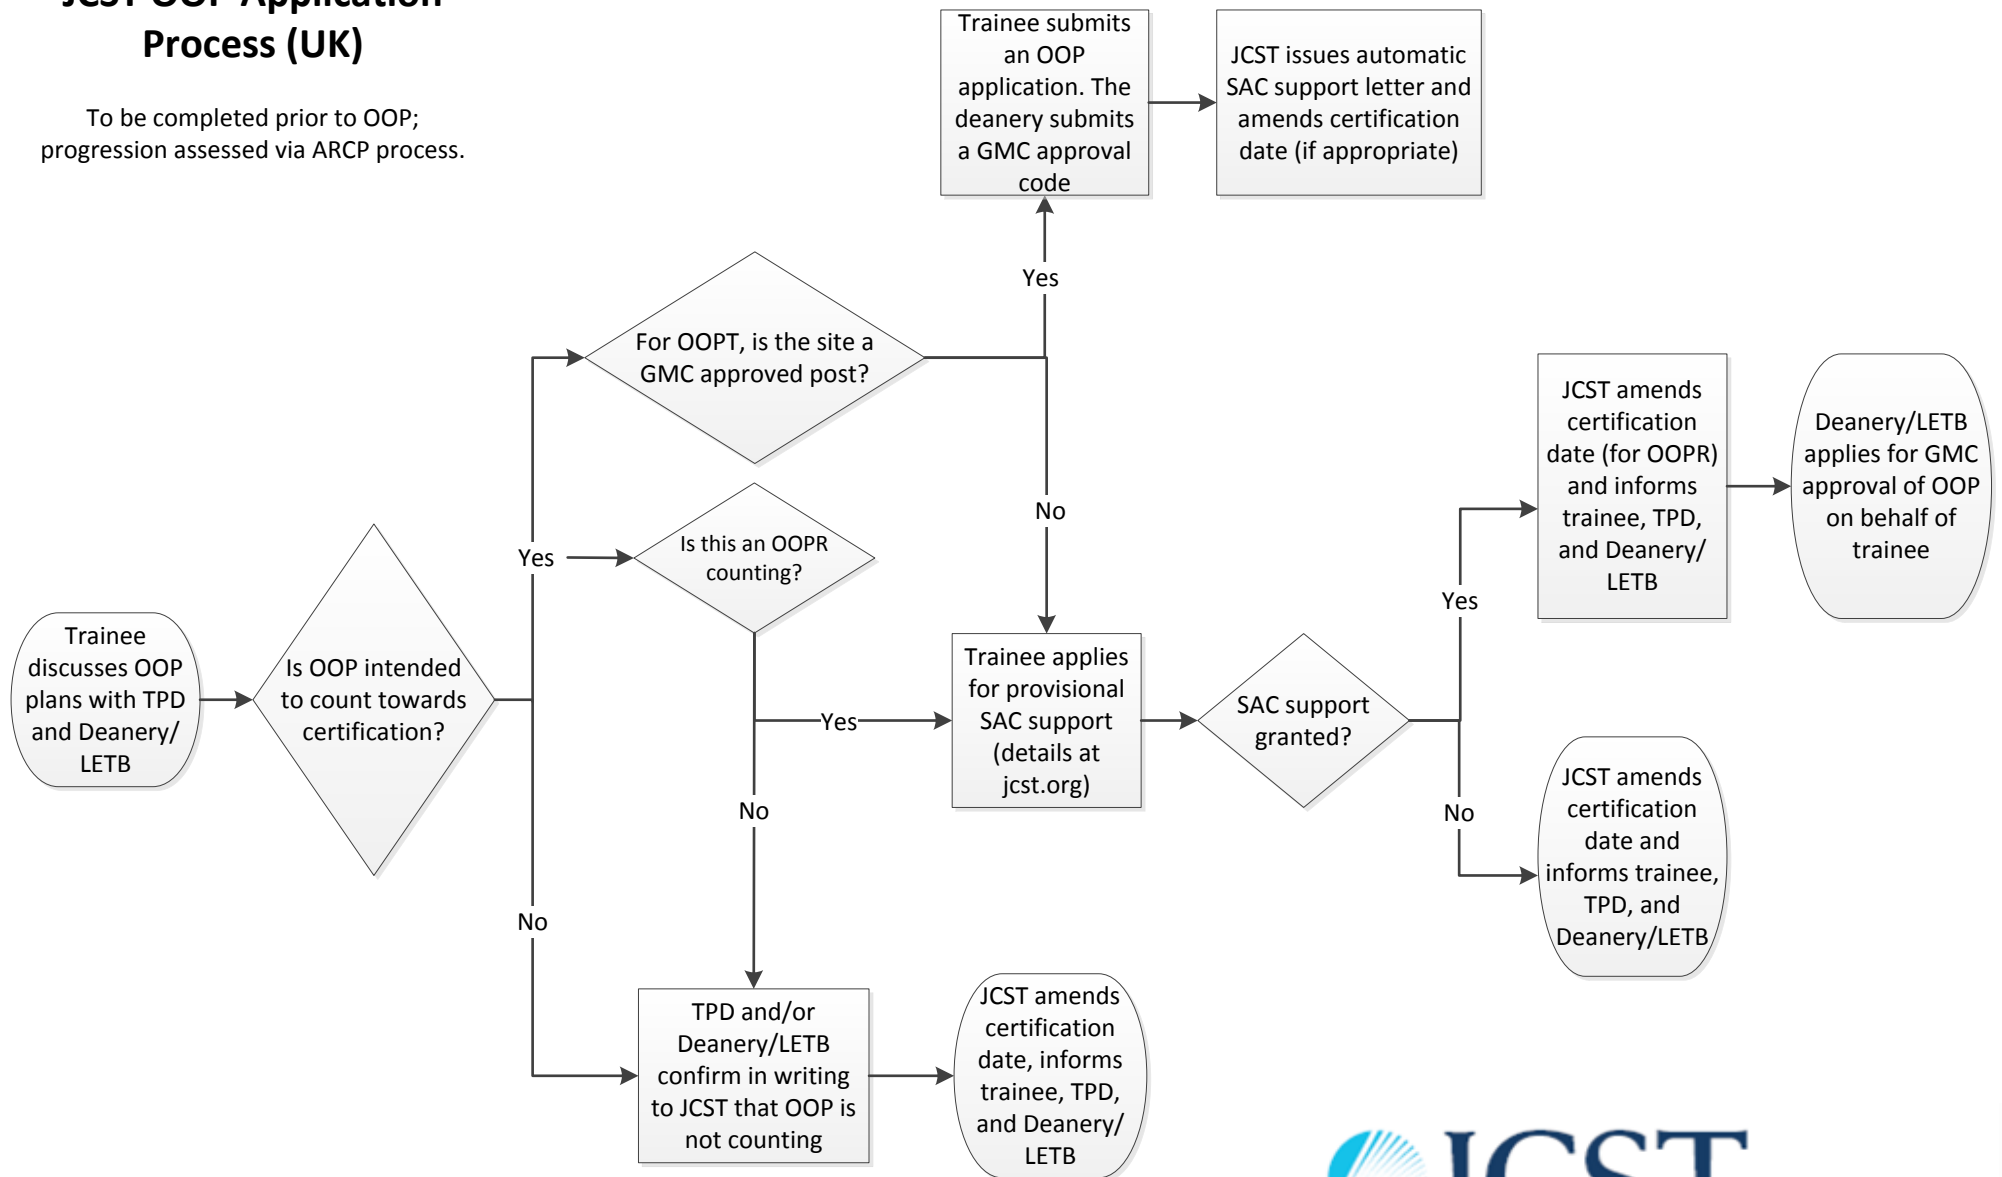 JCST OOP Application
Process (UK)
To be completed prior to OOP;
progression assessed via ARCP process.
Trainee submits
an OOP
application. The
deanery submits
a GMC approval
code
JCST issues automatic
SAC support letter and
amends certification
date (if appropriate)
Yes
For OOPT, is the site a
GMC approved post?
No
Yes
Is this an OOPR
counting?
Trainee
discusses OOP
plans with TPD
and Deanery/
LETB
Is OOP intended
to count towards
certification?
Yes
No
No
Trainee applies
for provisional
SAC support
(details at
jcst.org)
SAC support
granted?
Yes
No
JCST amends
certification
date (for OOPR)
and informs
trainee, TPD,
and Deanery/
LETB
Deanery/LETB
applies for GMC
approval of OOP
on behalf of
trainee
JCST amends
certification
date and
informs trainee,
TPD, and
Deanery/LETB
TPD and/or
Deanery/LETB
confirm in writing
to JCST that OOP is
not counting
JCST amends
certification
date, informs
trainee, TPD,
and Deanery/
LETB
JCST